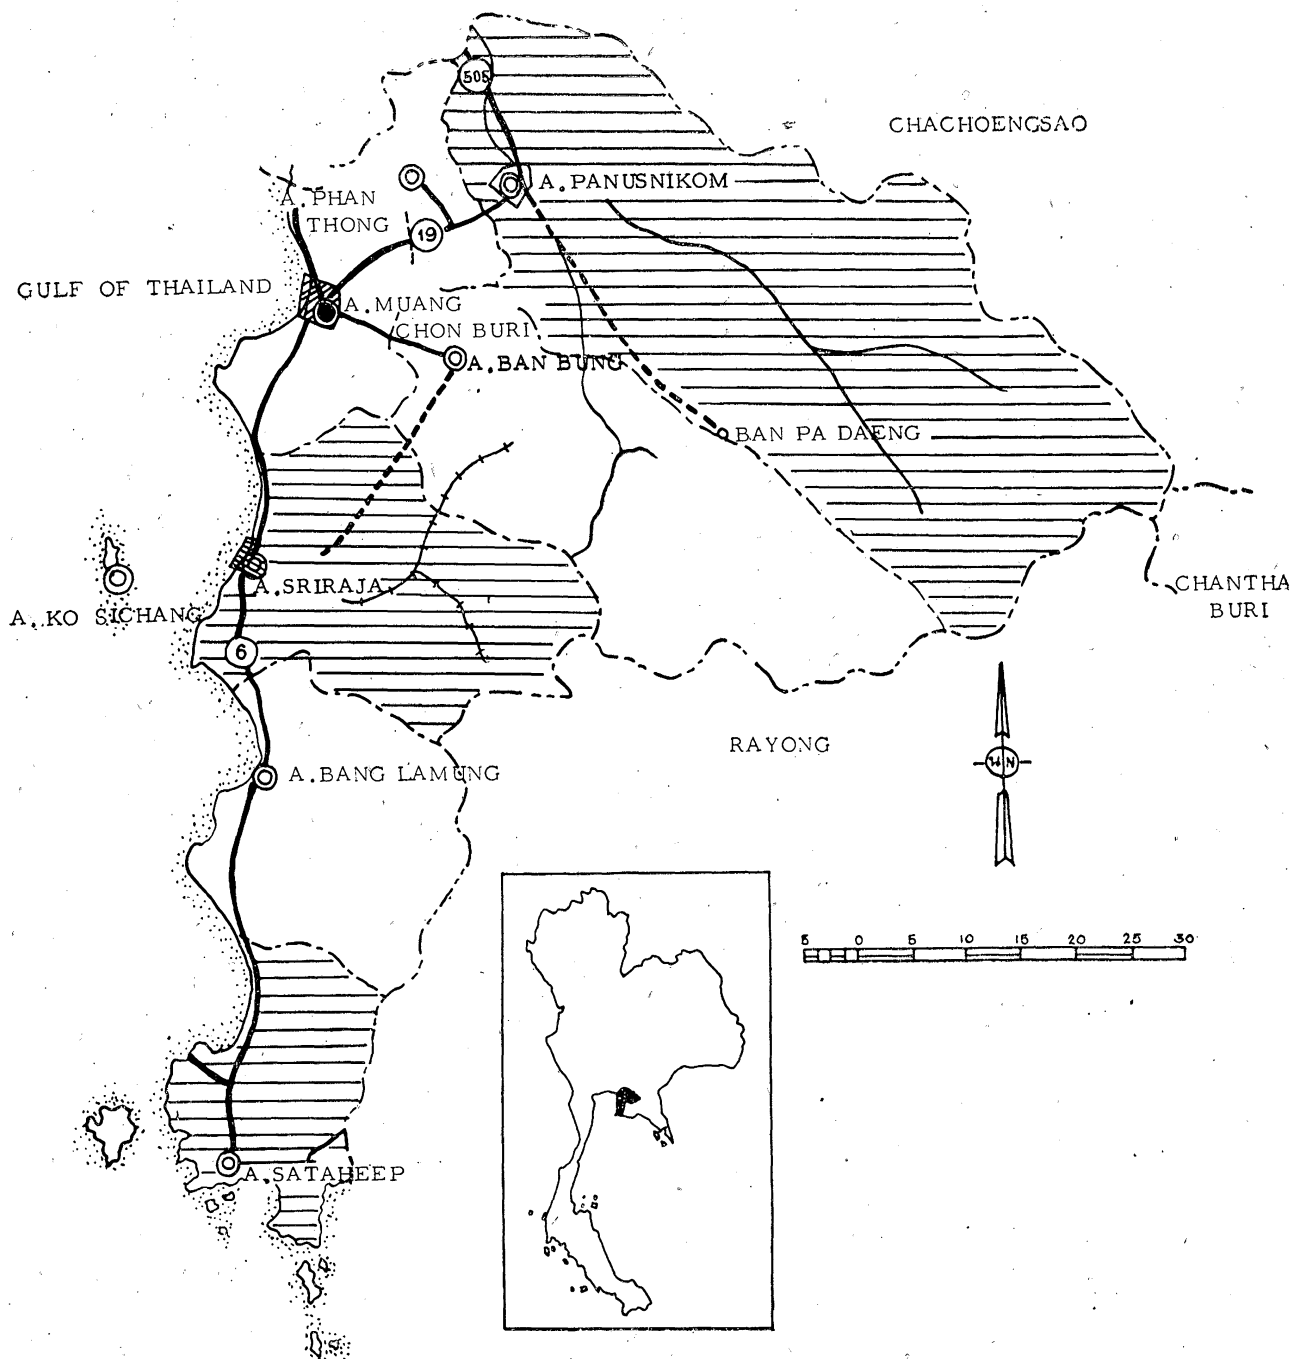 505
CHACHOENGSAO
A. PANUSNIKOM
A. PHAN
THONG
19
GULF OF THAILAND
A. MUANG
CHON BURI
A. BAN BUNG
BAN PA DAENG
A. SRIRAJA
A. KO SICHANG
CHANTHA
BURI
6
RAYONG
น N
A. BANG LAMUNG
5 0 5 10 15 20 25 30
A. SATAHEEP